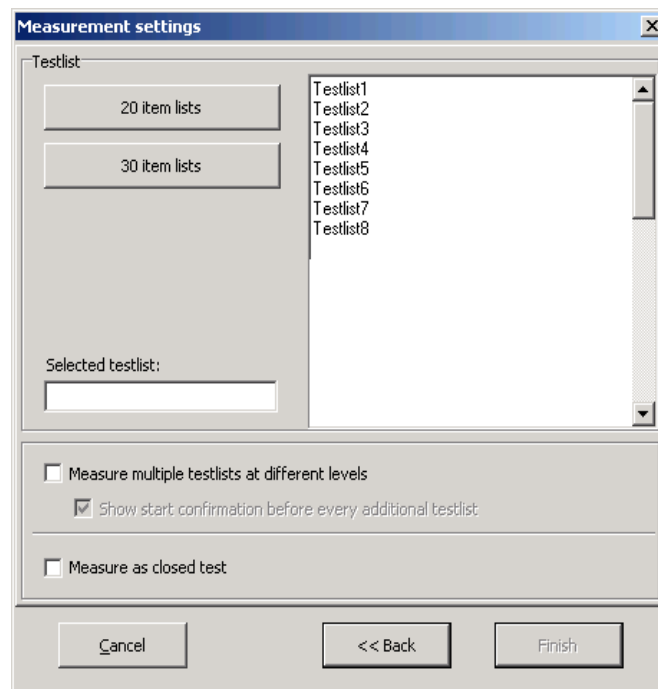 Measurement settings
Testlist
20 item lists
30 item lists
Testlist1
Testlist2
Testlist3
Testlist4
Testlist5
Testlist6
Testlist7
Testlist8
Selected testlist:
Measure multiple testlists at different levels
Show start confirmation before every additional testlist
Measure as closed test
Cancel
<< Back
Finish